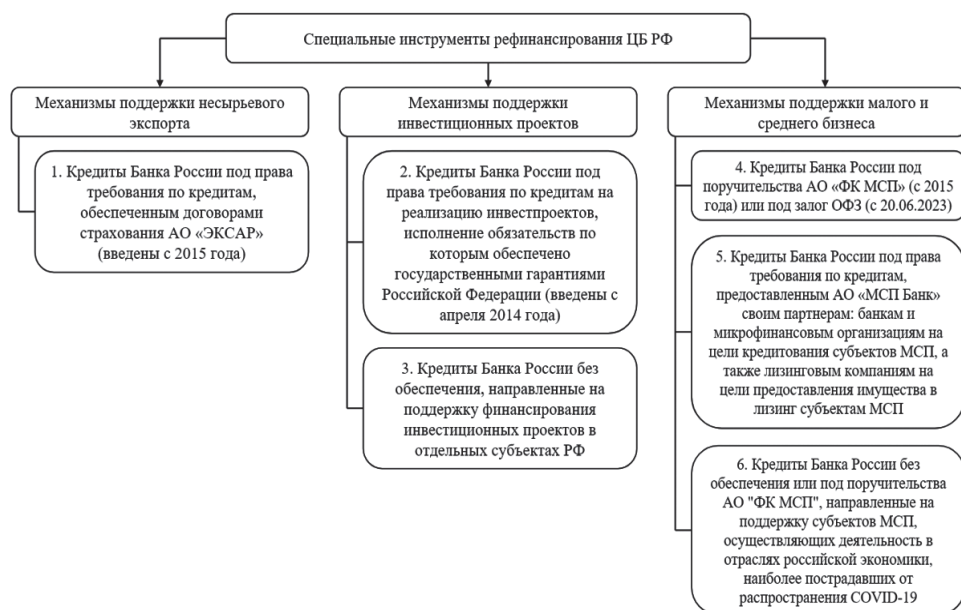 Специальные инструменты рефинансирования ЦБ РФ
Механизмы поддержки несырьевого
экспорта
1. Кредиты Банка России под права
требования по кредитам,
обеспеченным договорами
страхования АО «ЭКСАР»
(введены с 2015 года)
Механизмы поддержки
инвестиционных проектов
2. Кредиты Банка России под
права требования по кредитам на
реализацию инвестпроектов,
исполнение обязательств по
которым обеспечено
государственными гарантиями
Российской Федерации (введены с
апреля 2014 года)
3. Кредиты Банка России без
обеспечения, направленные на
поддержку финансирования
инвестиционных проектов в
отдельных субъектах РФ
Механизмы поддержки малого и
среднего бизнеса
4. Кредиты Банка России под
поручительства АО «ФК МСП» (с 2015
года) или под залог ОФЗ (с 20.06.2023)
5. Кредиты Банка России под права
требования по кредитам,
предоставленным АО «МСП Банк»
своим партнерам: банкам и
микрофинансовым организациям на
цели кредитования субъектов МСП, а
также лизинговым компаниям на
цели предоставления имущества в
лизинг субъектам МСП
6. Кредиты Банка России без
обеспечения или под поручительства
АО "ФК МСП", направленные на
поддержку субъектов МСП,
осуществляющих деятельность в
отраслях российской экономики,
наиболее пострадавших от
распространения COVID-19